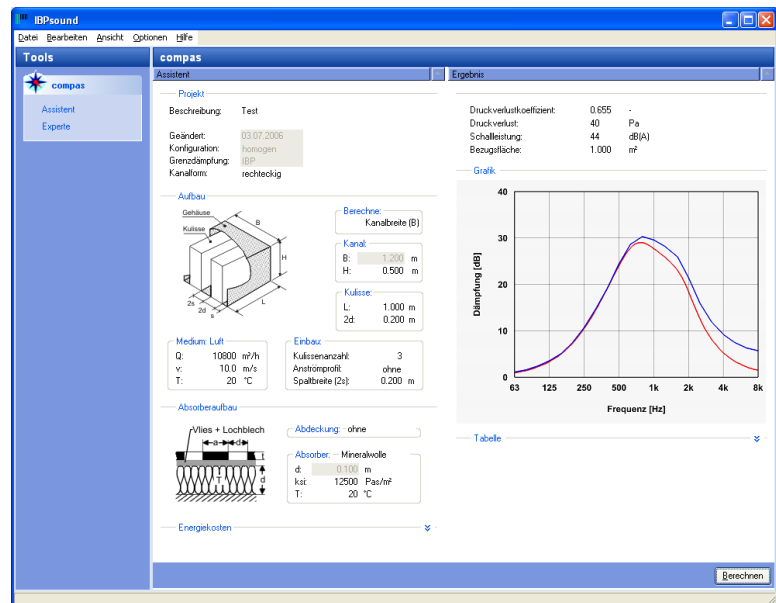 IBPsound
Datei Bearbeiten Ansicht Optionen Hilfe
Tools
compas
Assistent
Experte
compas
Assistent
Projekt
Beschreibung: Test
Geändert: 03.07.2006
Konfiguration: homogen
Grenzdämpfung: IBP
Kanalform: rechteckig
Aufbau
Gehäuse
Kulisse
B
H
L
2s
2d
s
Berechne:
Kanalbreite (B)
Kanal:
B: 1.200 m
H: 0.500 m
Kulisse:
L: 1.000 m
2d: 0.200 m
Medium: Luft
Q: 10800 m³/h
v: 10.0 m/s
T: 20 °C
Einbau:
Kulissenanzahl: 3
Anströmprofil: ohne
Spaltbreite (2s): 0.200 m
Absorberaufbau
Vlies + Lochblech
a d
t
T
d
Abdeckung: ohne
Absorber: Mineralwolle
d: 0.100 m
ksi: 12500 Pas/m²
T: 20 °C
Energiekosten
Ergebnis
Druckverlustkoeffizient: 0.655 -
Druckverlust: 40 Pa
Schallleistung: 44 dB(A)
Bezugsfläche: 1.000 m²
Grafik
Dämpfung [dB]
40
30
20
10
0
63 125 250 500 1k 2k 4k 8k
Frequenz [Hz]
Tabelle
Berechnen